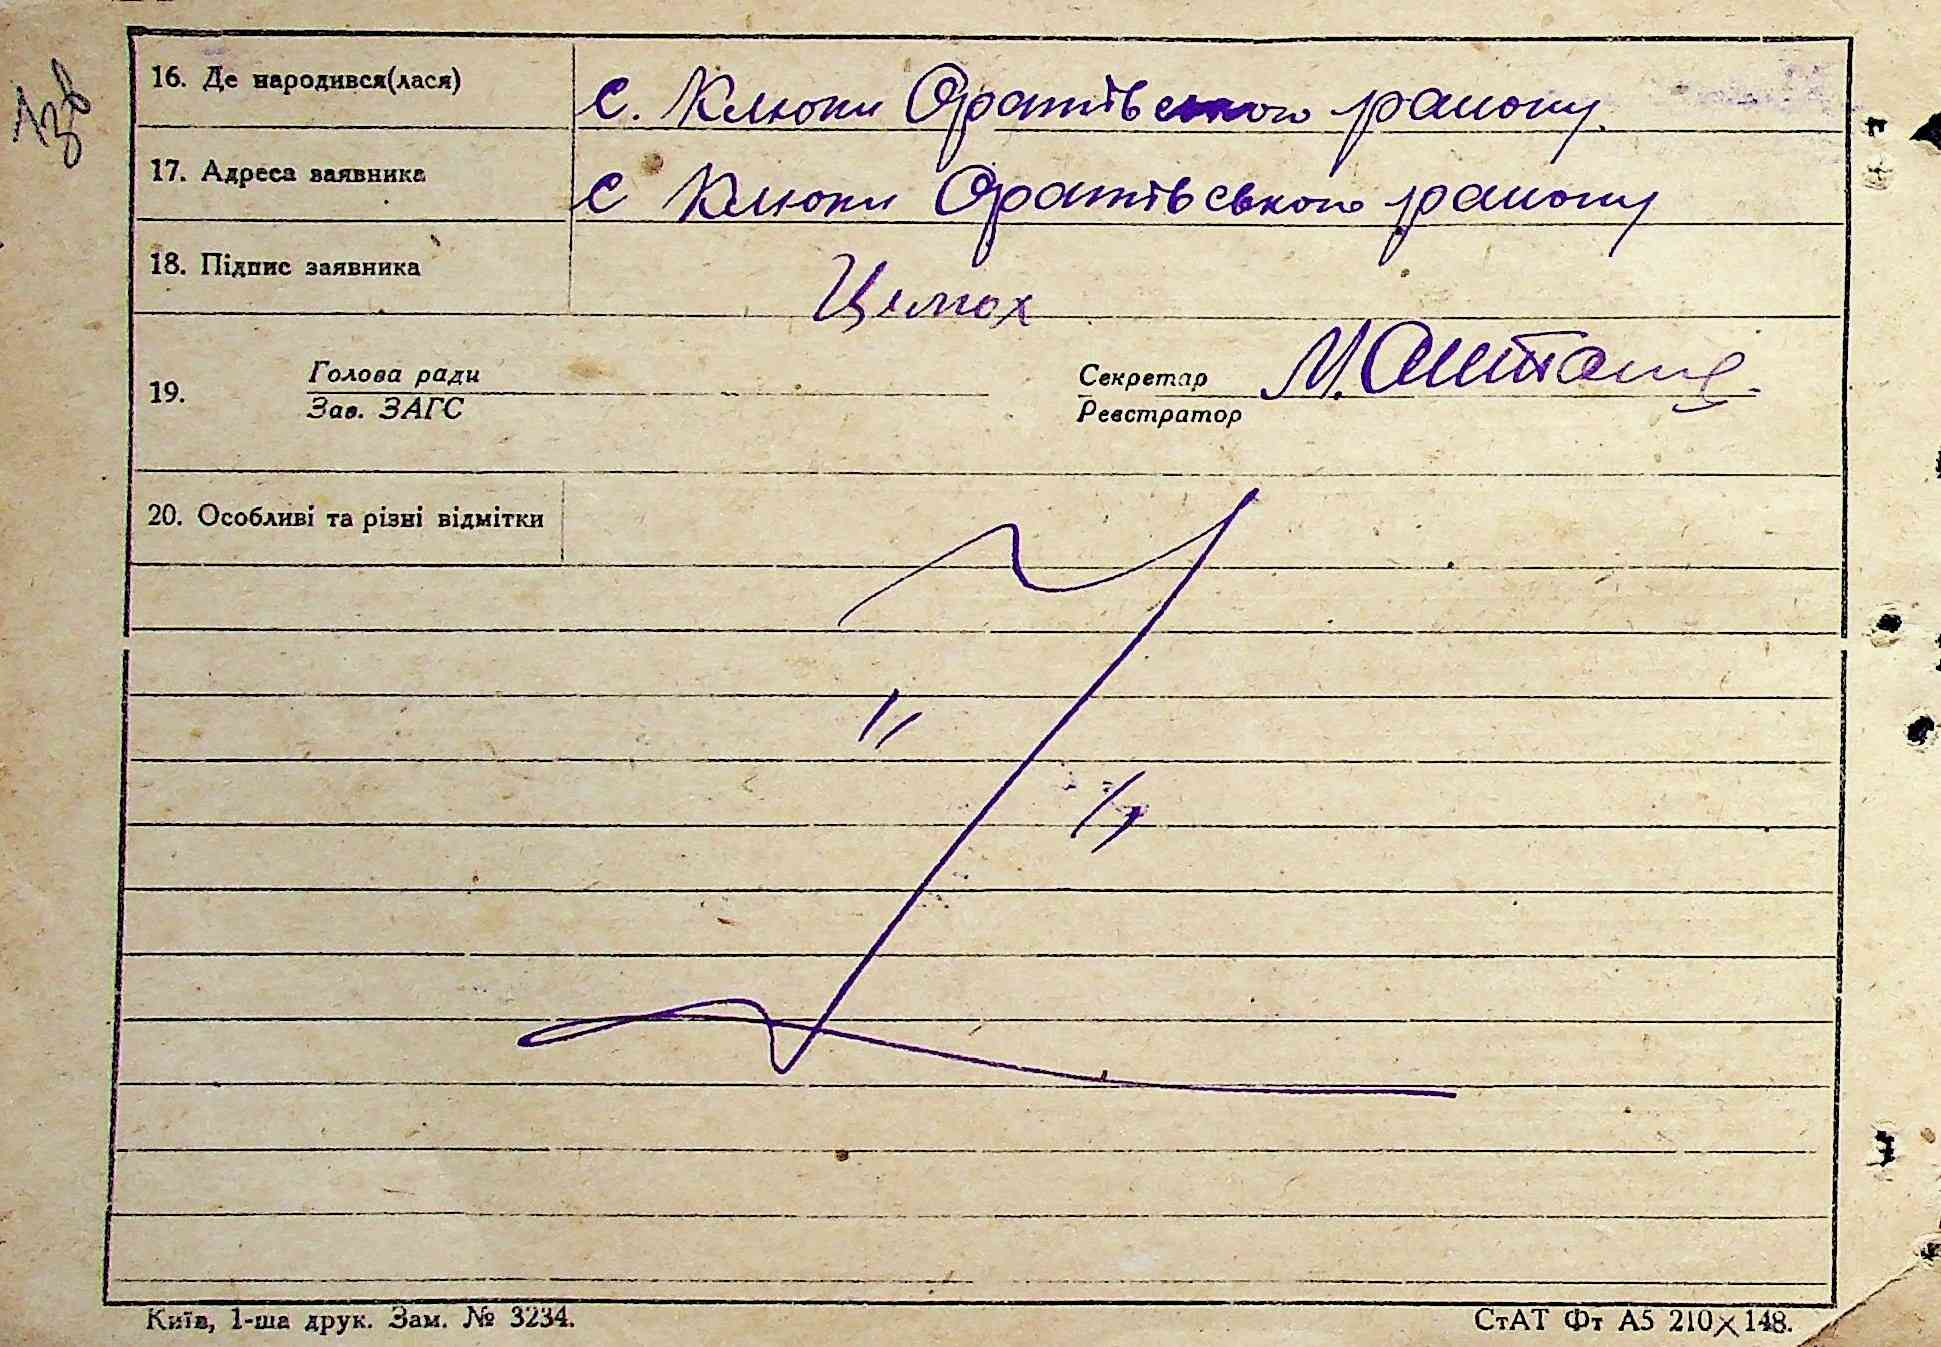 13в
16. Де народився(лася) с. Клюки Оратівського району
17. Адреса заявника с Клюки Оратівського району
18. Підпис заявника Цимох
19. Голова ради
Зав. ЗАГС
Секретар М.
Реєстратор
20. Особливі та різні відмітки
Київ, 1-ша друк. Зам. № 3234.
СтАТ Фт А5 210×148.